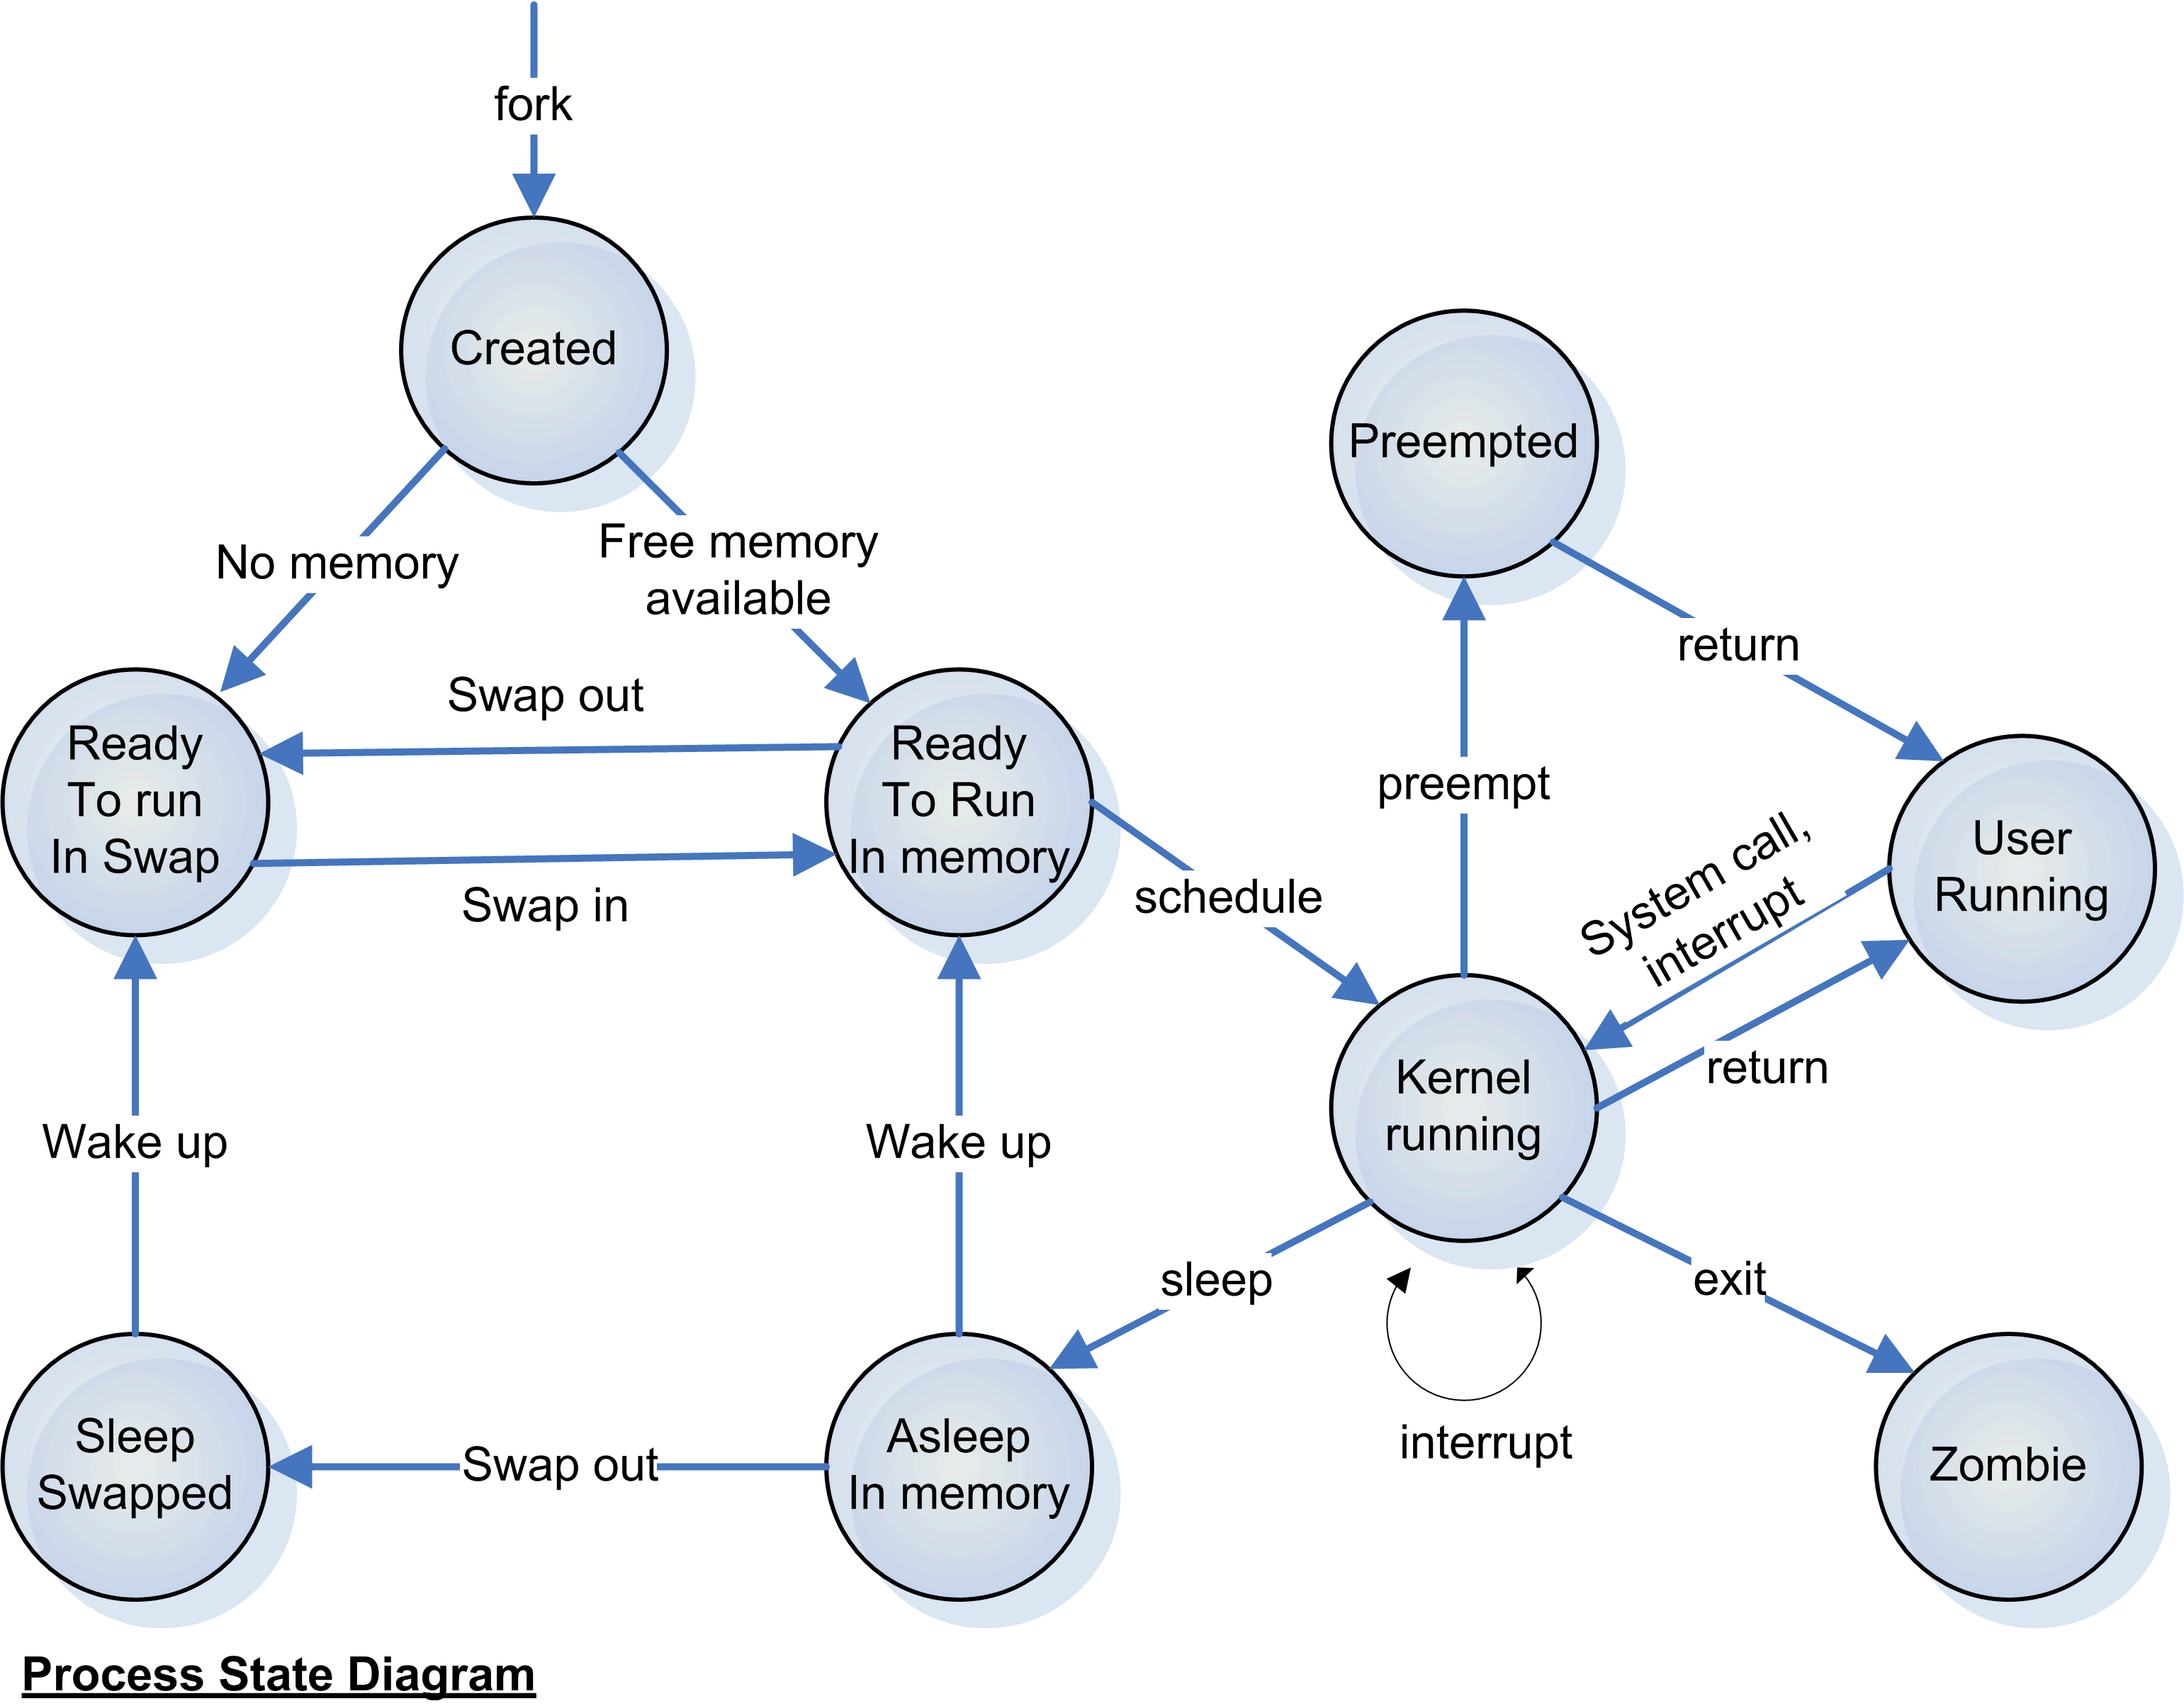 fork
Created
Preempted
No memory
Free memory
available
return
Swap out
Ready
To run
In Swap
Ready
To Run
In memory
preempt
User
Running
System call,
interrupt
schedule
Swap in
Kernel
running
return
Wake up
Wake up
sleep
exit
interrupt
Sleep
Swapped
Swap out
Asleep
In memory
Zombie
Process State Diagram